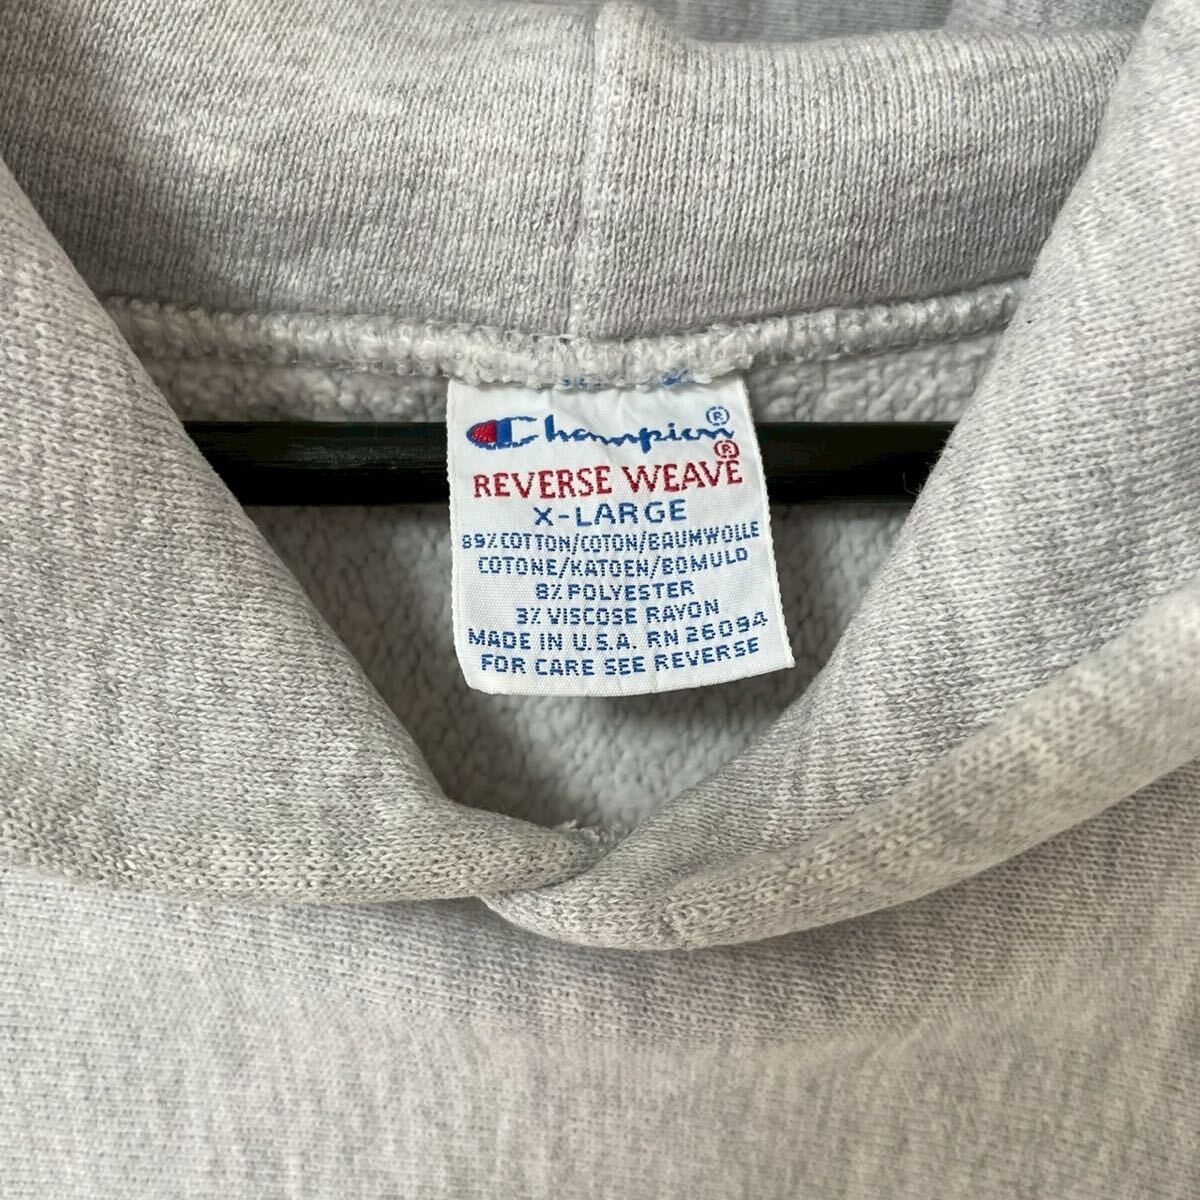 Champion®
REVERSE WEAVE®
X-LARGE
89% COTTON/COTON/BAUMWOLLE
COTONE/KATOEN/BOMULD
8% POLYESTER
3% VISCOSE RAYON
MADE IN U.S.A. RN 26094
FOR CARE SEE REVERSE